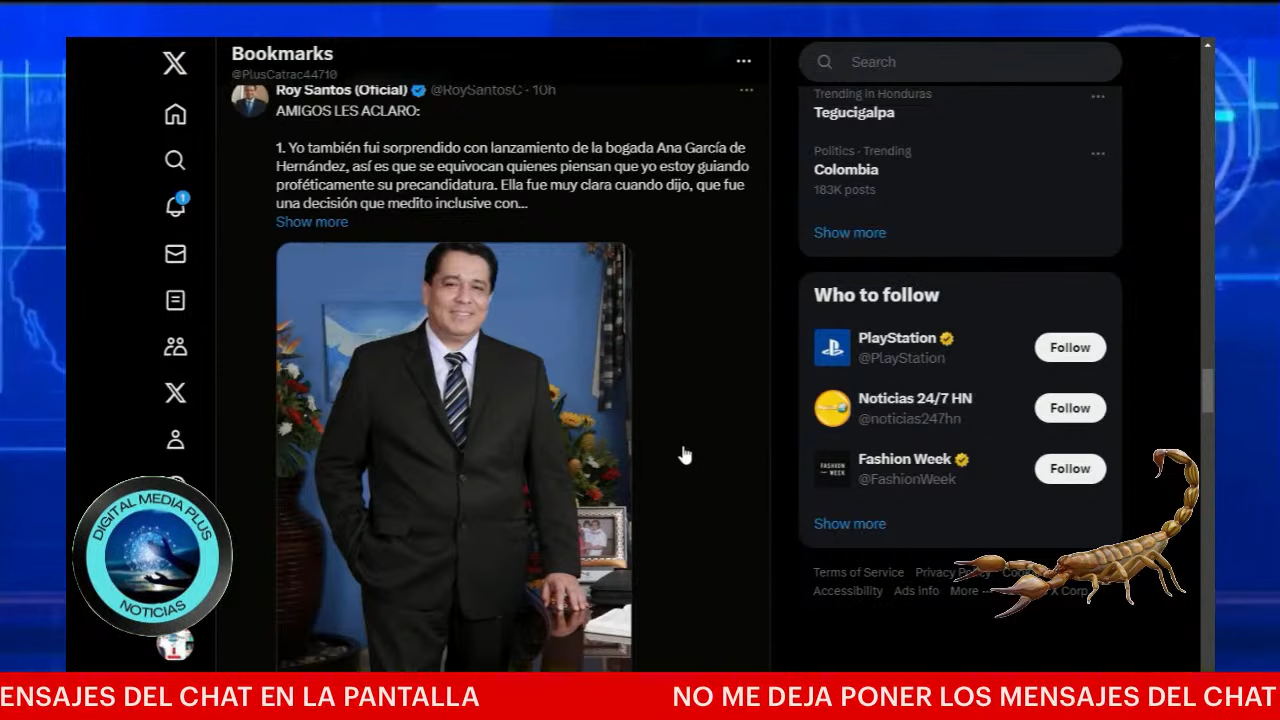 Bookmarks
@PlusCatrac44710
Roy Santos (Oficial) @RoySantosC · 10h
AMIGOS LES ACLARO:
1. Yo también fui sorprendido con lanzamiento de la bogada Ana García de
Hernández, así es que se equivocan quienes piensan que yo estoy guiando
proféticamente su precandidatura. Ella fue muy clara cuando dijo, que fue
una decisión que medito inclusive con...
Show more
Search
Trending in Honduras
Tegucigalpa
Politics · Trending
Colombia
183K posts
Show more
Who to follow
PlayStation
@PlayStation
Follow
Noticias 24/7 HN
@noticias247hn
Follow
FASHION
WEEK
Fashion Week
@FashionWeek
Follow
Show more
Terms of Service Privacy Policy
Accessibility Ads info More X Corp
1
DIGITAL MEDIA PLUS
NOTICIAS
ENSAJES DEL CHAT EN LA PANTALLA NO ME DEJA PONER LOS MENSAJES DEL CHAT